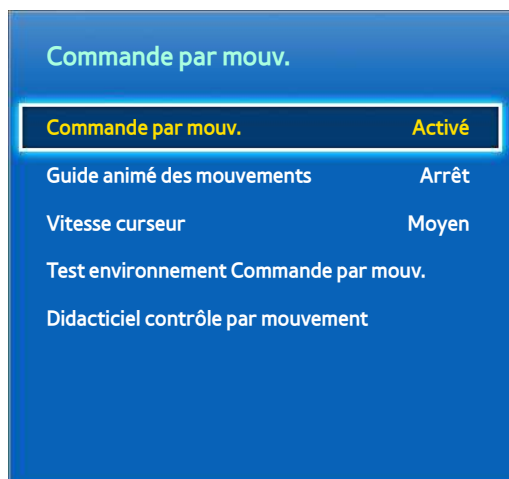 Commande par mouv.
Commande par mouv. Activé
Guide animé des mouvements Arrêt
Vitesse curseur Moyen
Test environnement Commande par mouv.
Didacticiel contrôle par mouvement